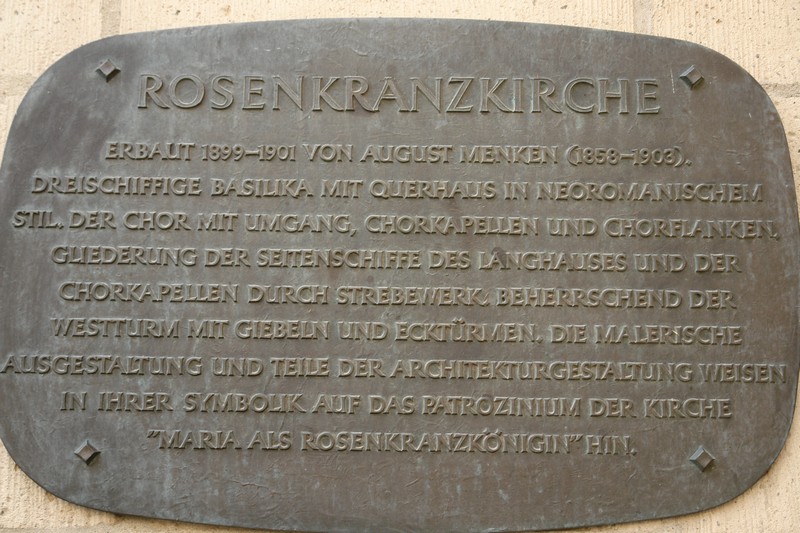 ROSENKRANZKIRCHE
ERBAUT 1899–1901 VON AUGUST MENKEN (1858–1903).
DREISCHIFFIGE BASILIKA MIT QUERHAUS IN NEOROMANISCHEM
STIL. DER CHOR MIT UMGANG, CHORKAPELLEN UND CHORFLANKEN.
GLIEDERUNG DER SEITENSCHIFFE DES LANGHAUSES UND DER
CHORKAPELLEN DURCH STREBEWERK. BEHERRSCHEND DER
WESTTURM MIT GIEBELN UND ECKTÜRMEN. DIE MALERISCHE
AUSGESTALTUNG UND TEILE DER ARCHITEKTURGESTALTUNG WEISEN
IN IHRER SYMBOLIK AUF DAS PATROZINIUM DER KIRCHE
"MARIA ALS ROSENKRANZKÖNIGIN" HIN.